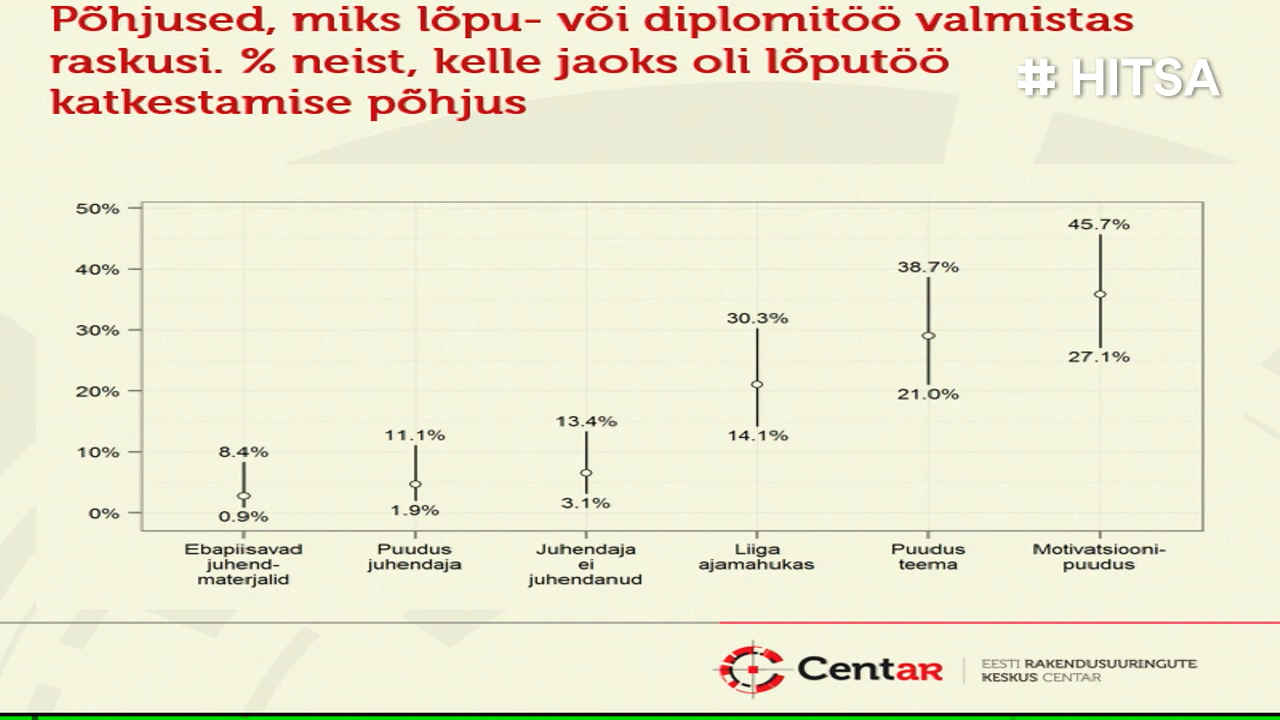 Põhjused, miks lõpu- või diplomitöö valmistas
raskusi. % neist, kelle jaoks oli lõputöö
katkestamise põhjus
# HITSA
50%
40%
30%
20%
10%
0%
8.4%
0.9%
11.1%
1.9%
13.4%
3.1%
30.3%
14.1%
38.7%
21.0%
45.7%
27.1%
Ebapiisavad
juhend-
materjalid
Puudus
juhendaja
Juhendaja
ei
juhendanud
Liiga
ajamahukas
Puudus
teema
Motivatsiooni-
puudus
CentAR
EESTI RAKENDUSUURINGUTE
KESKUS CENTAR